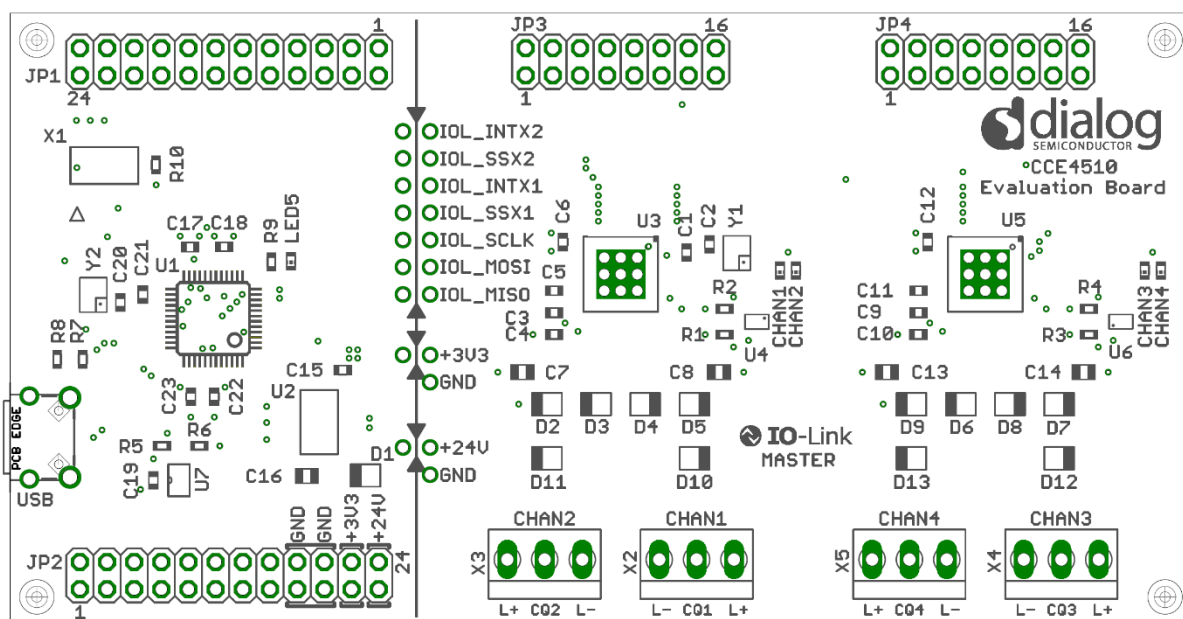 1
JP1
24
X1
R10
C17
C18
R9
LED5
U1
Y2
C20
C21
R8
R7
C23
C22
C15
U2
R5
R6
C19
U7
C16
D1
PCB EDGE
USB
GND
GND
+3V3
+24V
JP2
1
24
IOL_INTX2
IOL_SSX2
IOL_INTX1
IOL_SSX1
IOL_SCLK
IOL_MOSI
IOL_MISO
+3V3
GND
+24V
GND
JP3
16
1
C6
U3
C1
C2
Y1
C5
C3
C4
R2
R1
CHAN1
CHAN2
U4
C7
C8
D2
D3
D4
D5
D11
D10
IO-Link
MASTER
CHAN2
X3
L+ CQ2 L-
CHAN1
X2
L- CQ1 L+
JP4
16
1
dialog
SEMICONDUCTOR
CCE4510
Evaluation Board
C12
U5
C11
C9
C10
R4
R3
CHAN3
CHAN4
U6
C13
C14
D9
D6
D8
D7
D13
D12
CHAN4
X5
L+ CQ4 L-
CHAN3
X4
L- CQ3 L+